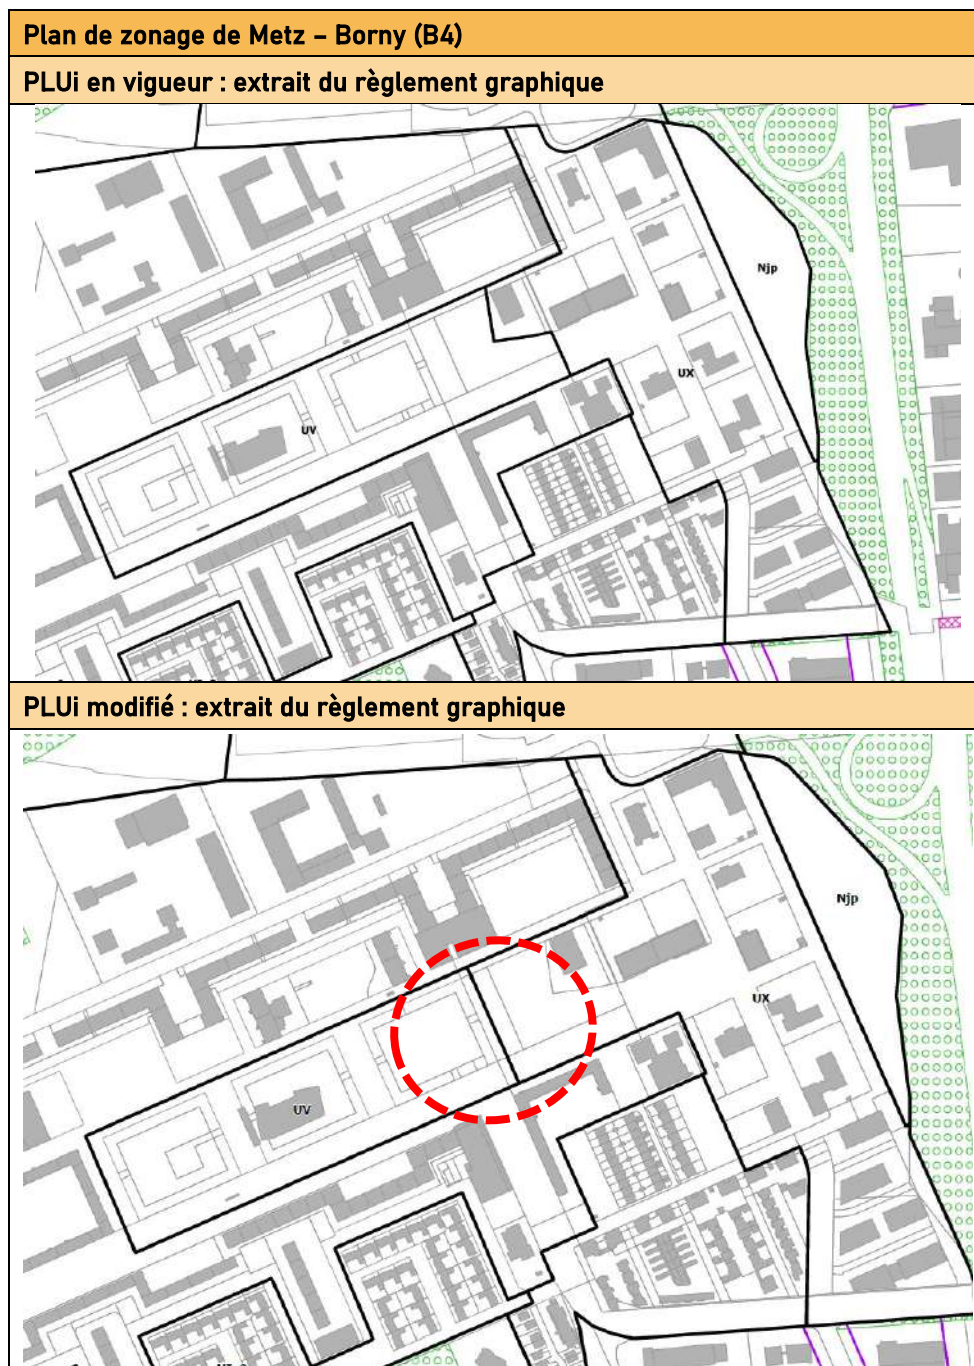 Plan de zonage de Metz – Borny (B4)
PLUi en vigueur : extrait du règlement graphique
Njp
UX
UV
PLUi modifié : extrait du règlement graphique
Njp
UX
UV